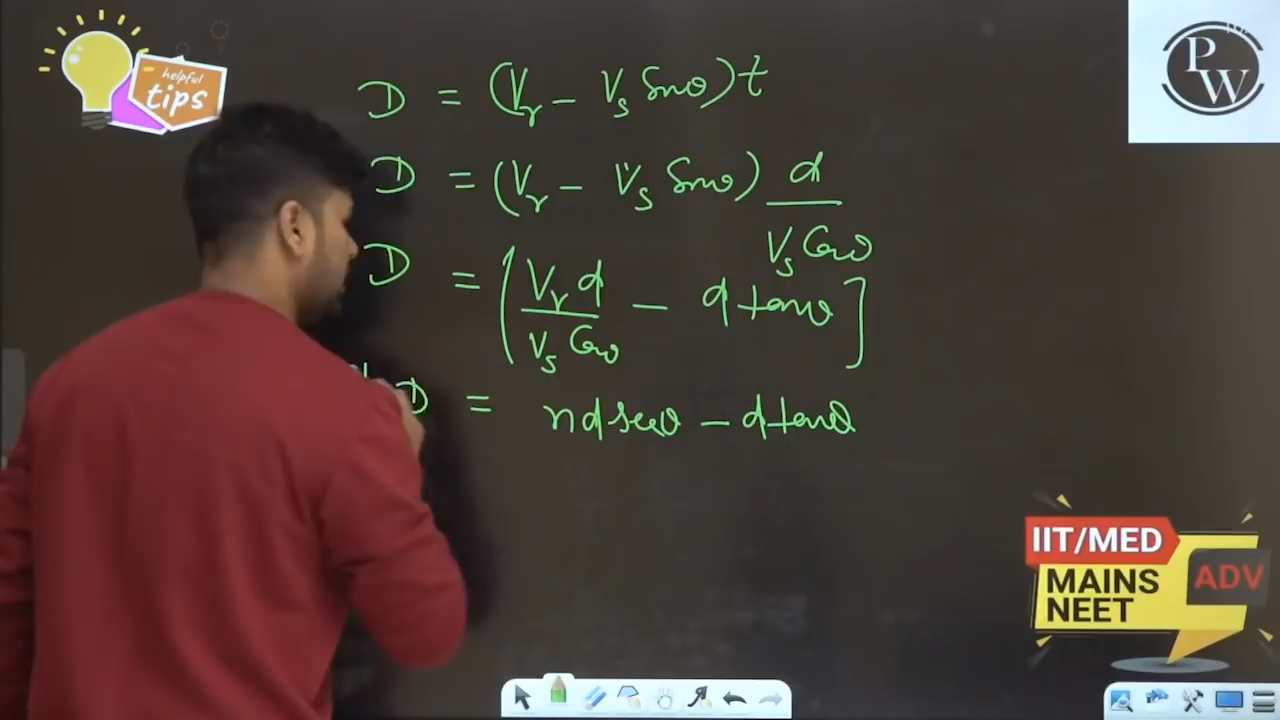 helpful
tips
D = (Vr - Vs Sinθ) t
D = (Vr - Vs Sinθ) d / Vs Cosθ
D = [Vr d / Vs Cosθ - d tanθ]
D = nd secθ - d tanθ
PW
IIT/MED
MAINS
NEET
ADV